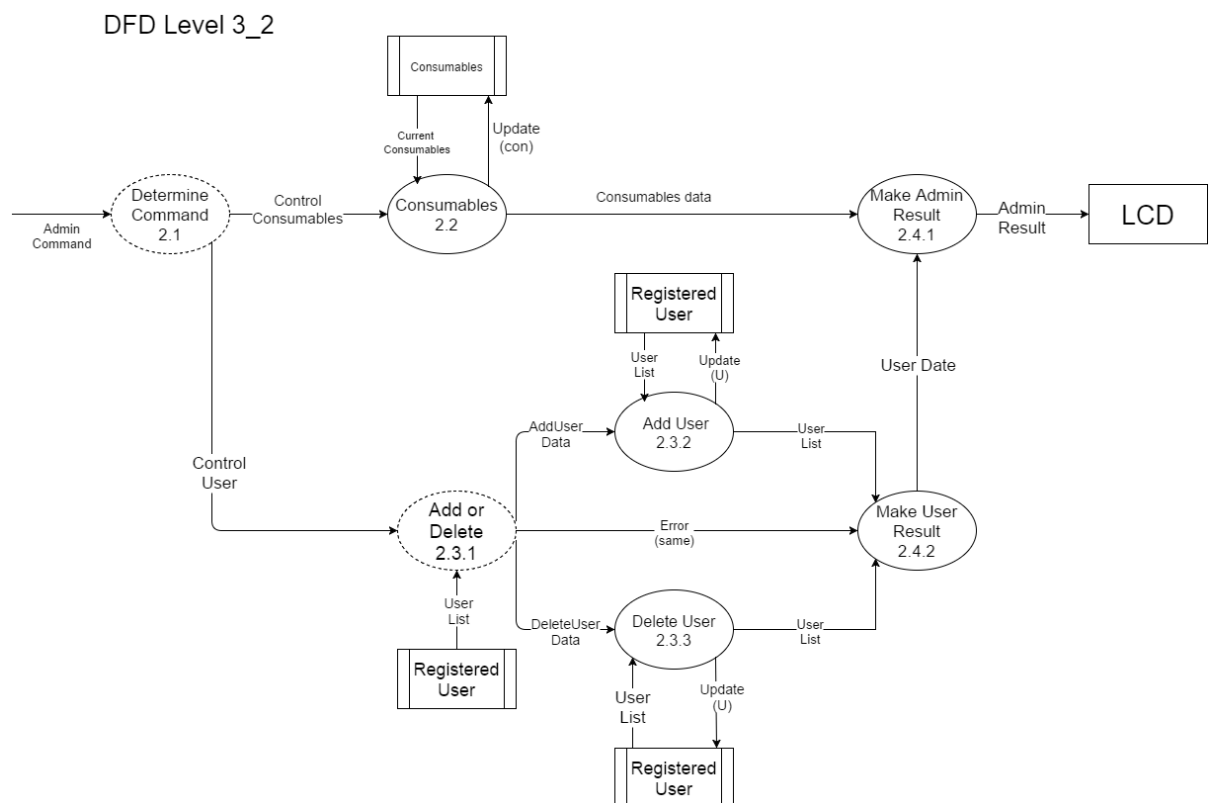 DFD Level 3_2
Consumables
Current
Consumables
Update
(con)
Determine
Command
2.1
Control
Consumables
Consumables
2.2
Consumables data
Make Admin
Result
2.4.1
Admin
Result
LCD
Admin
Command
Registered
User
User
List
Update
(U)
User Date
AddUser
Data
Add User
2.3.2
User
List
Control
User
Add or
Delete
2.3.1
Error
(same)
Make User
Result
2.4.2
User
List
DeleteUser
Data
Delete User
2.3.3
User
List
Registered
User
User
List
Update
(U)
Registered
User